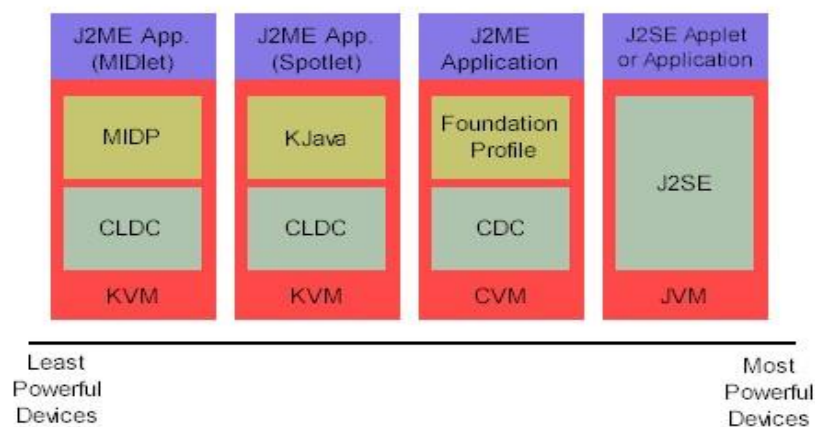 J2ME App.
(MIDlet)
MIDP
CLDC
KVM
J2ME App.
(Spotlet)
KJava
CLDC
KVM
J2ME
Application
Foundation
Profile
CDC
CVM
J2SE Applet
or Application
J2SE
JVM
Least
Powerful
Devices
Most
Powerful
Devices